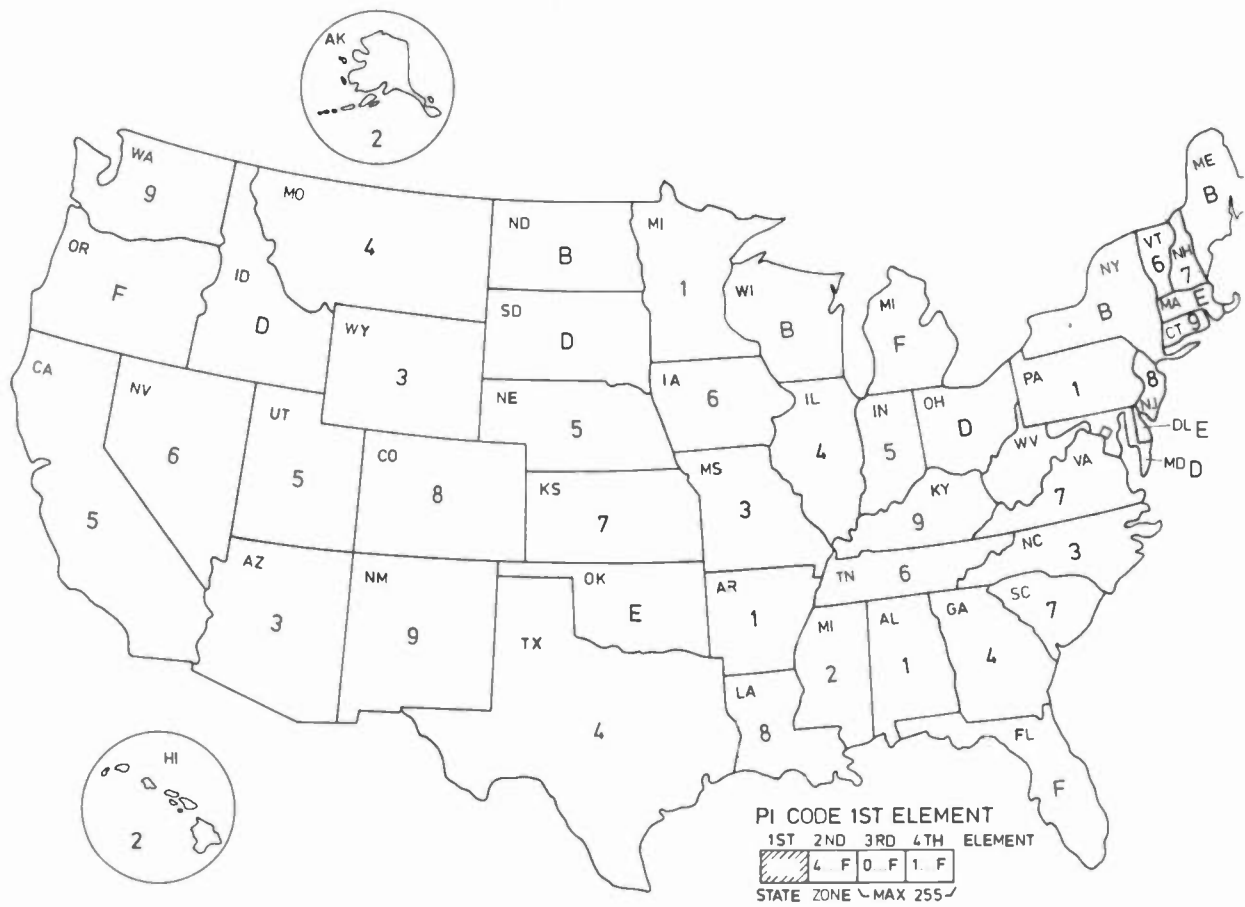 AK
2
WA
9
MO
4
ND
B
MI
1
ME
B
OR
F
ID
D
WY
3
SD
D
WI
B
MI
F
NY
B
VT
6
NH
7
MA E
CT 9
CA
5
NV
6
UT
5
CO
8
NE
5
IA
6
IL
4
IN
5
OH
D
PA
1
8
NJ
DL E
MD D
WV
VA
7
KS
7
MS
3
KY
9
NC
3
TN 6
SC
7
AZ
3
NM
9
OK
E
TX
4
AR
1
LA
8
MI
2
AL
1
GA
4
FL
F
HI
2
PI CODE 1ST ELEMENT
1ST 2ND 3RD 4TH ELEMENT
4...F 0...F 1...F
STATE ZONE MAX 255